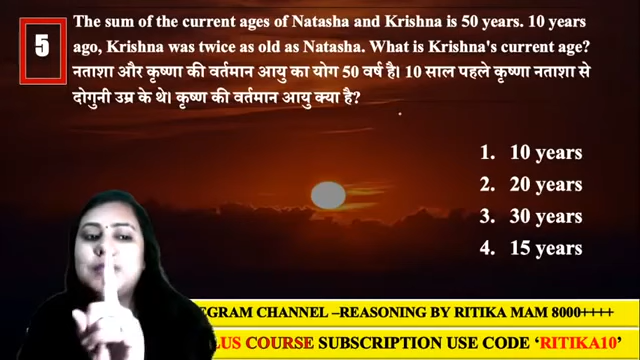 5
The sum of the current ages of Natasha and Krishna is 50 years. 10 years
ago, Krishna was twice as old as Natasha. What is Krishna's current age?
नताशा और कृष्णा की वर्तमान आयु का योग 50 वर्ष है। 10 साल पहले कृष्णा नताशा से
दोगुनी उम्र के थे। कृष्ण की वर्तमान आयु क्या है?
1. 10 years
2. 20 years
3. 30 years
4. 15 years
EGRAM CHANNEL –REASONING BY RITIKA MAM 8000++++
LUS COURSE SUBSCRIPTION USE CODE ‘RITIKA10’